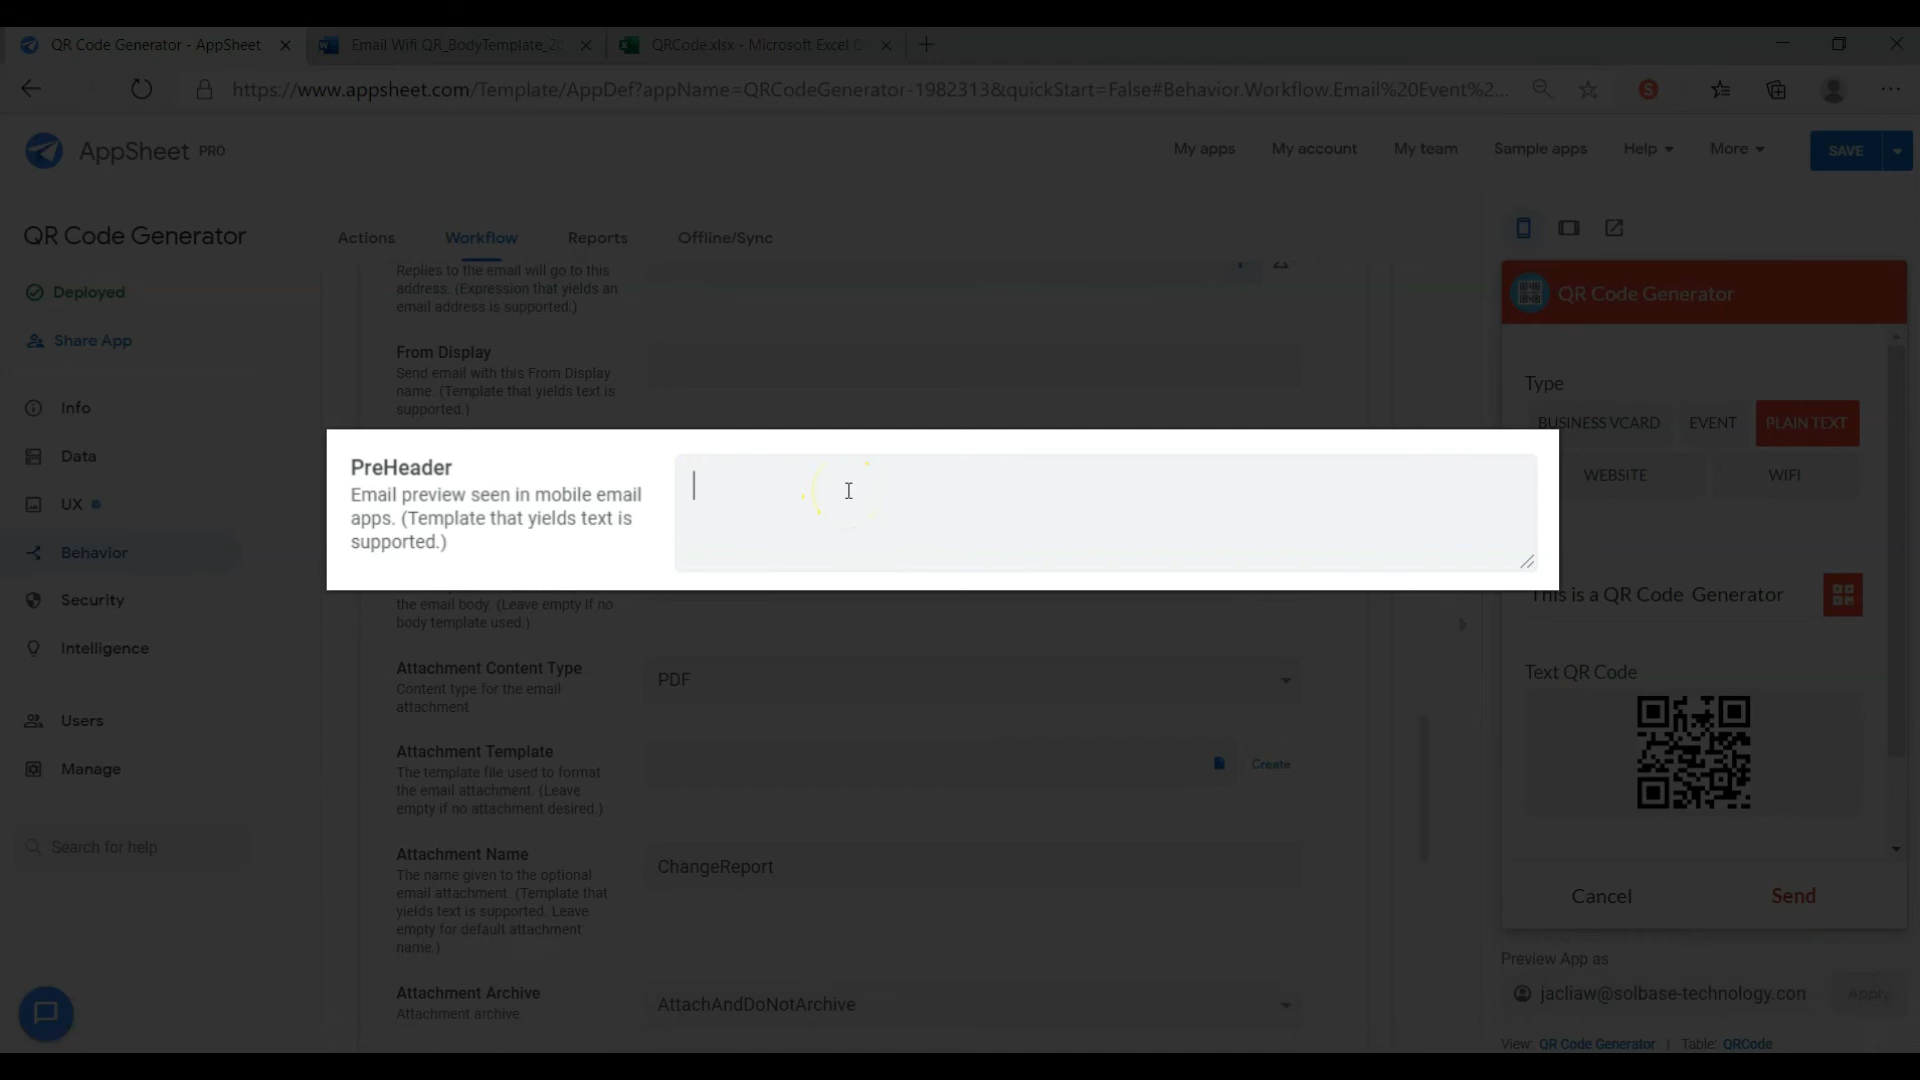 QR Code Generator - AppSheet
Email Wifi QR_BodyTemplate_20
QRCode.xlsx - Microsoft Excel
https://www.appsheet.com/Template/AppDef?appName=QRCodeGenerator-1982313&quickStart=False#Behavior.Workflow.Email%20Event%2...
S
AppSheet PRO
My apps
My account
My team
Sample apps
Help
More
SAVE
QR Code Generator
Actions
Workflow
Reports
Offline/Sync
Deployed
Share App
Info
Data
UX
Behavior
Security
Intelligence
Users
Manage
Search for help
Replies to the email will go to this
address. (Expression that yields an
email address is supported.)
From Display
Send email with this From Display
name. (Template that yields text is
supported.)
PreHeader
Email preview seen in mobile email
apps. (Template that yields text is
supported.)
the email body. (Leave empty if no
body template used.)
Attachment Content Type
Content type for the email
attachment
PDF
Attachment Template
The template file used to format
the email attachment. (Leave
empty if no attachment desired.)
Create
Attachment Name
The name given to the optional
email attachment. (Template that
yields text is supported. Leave
empty for default attachment
name.)
ChangeReport
Attachment Archive
Attachment archive
AttachAndDoNotArchive
QR Code Generator
Type
BUSINESS VCARD
EVENT
PLAIN TEXT
WEBSITE
WIFI
This is a QR Code Generator
Text QR Code
Cancel
Send
Preview App as
jacliaw@solbase-technology.con
Apply
View: QR Code Generator | Table: QRCode